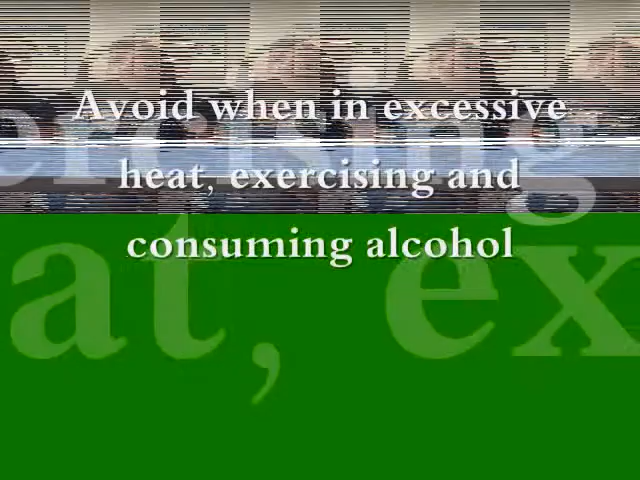 Avoid when in excessive
heat, exercising and
consuming alcohol
ercising
at, ex